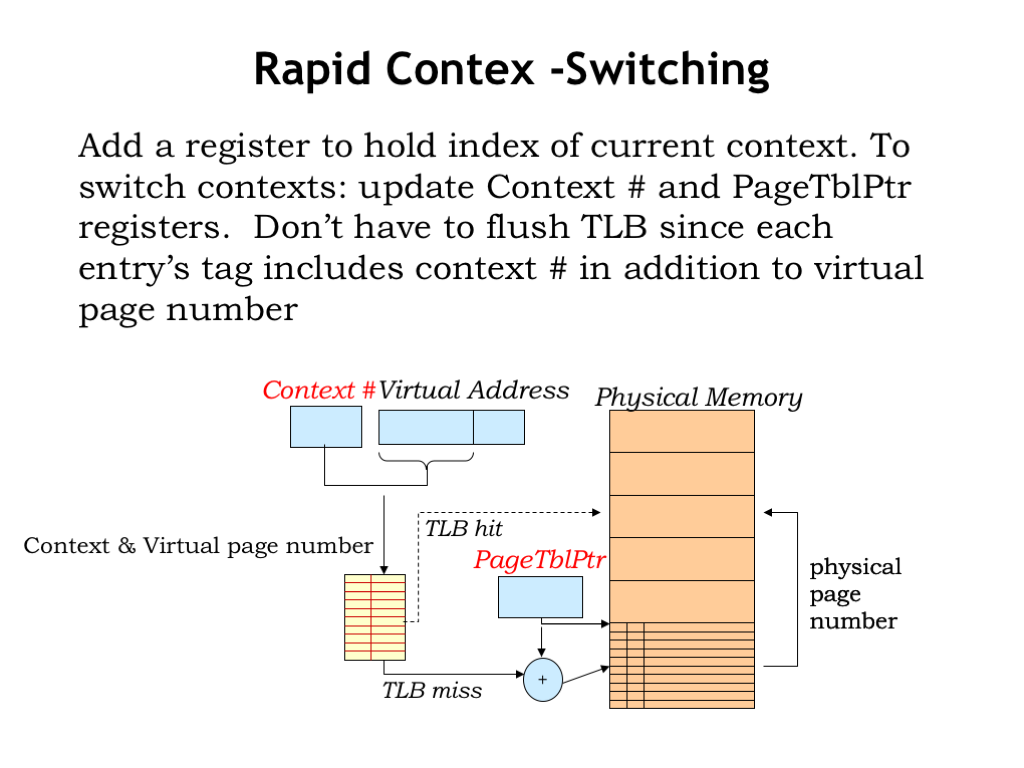 Rapid Contex -Switching
Add a register to hold index of current context. To
switch contexts: update Context # and PageTblPtr
registers.  Don’t have to flush TLB since each
entry’s tag includes context # in addition to virtual
page number
Context # Virtual Address
Physical Memory
TLB hit
Context & Virtual page number
PageTblPtr
physical
page
number
+
TLB miss